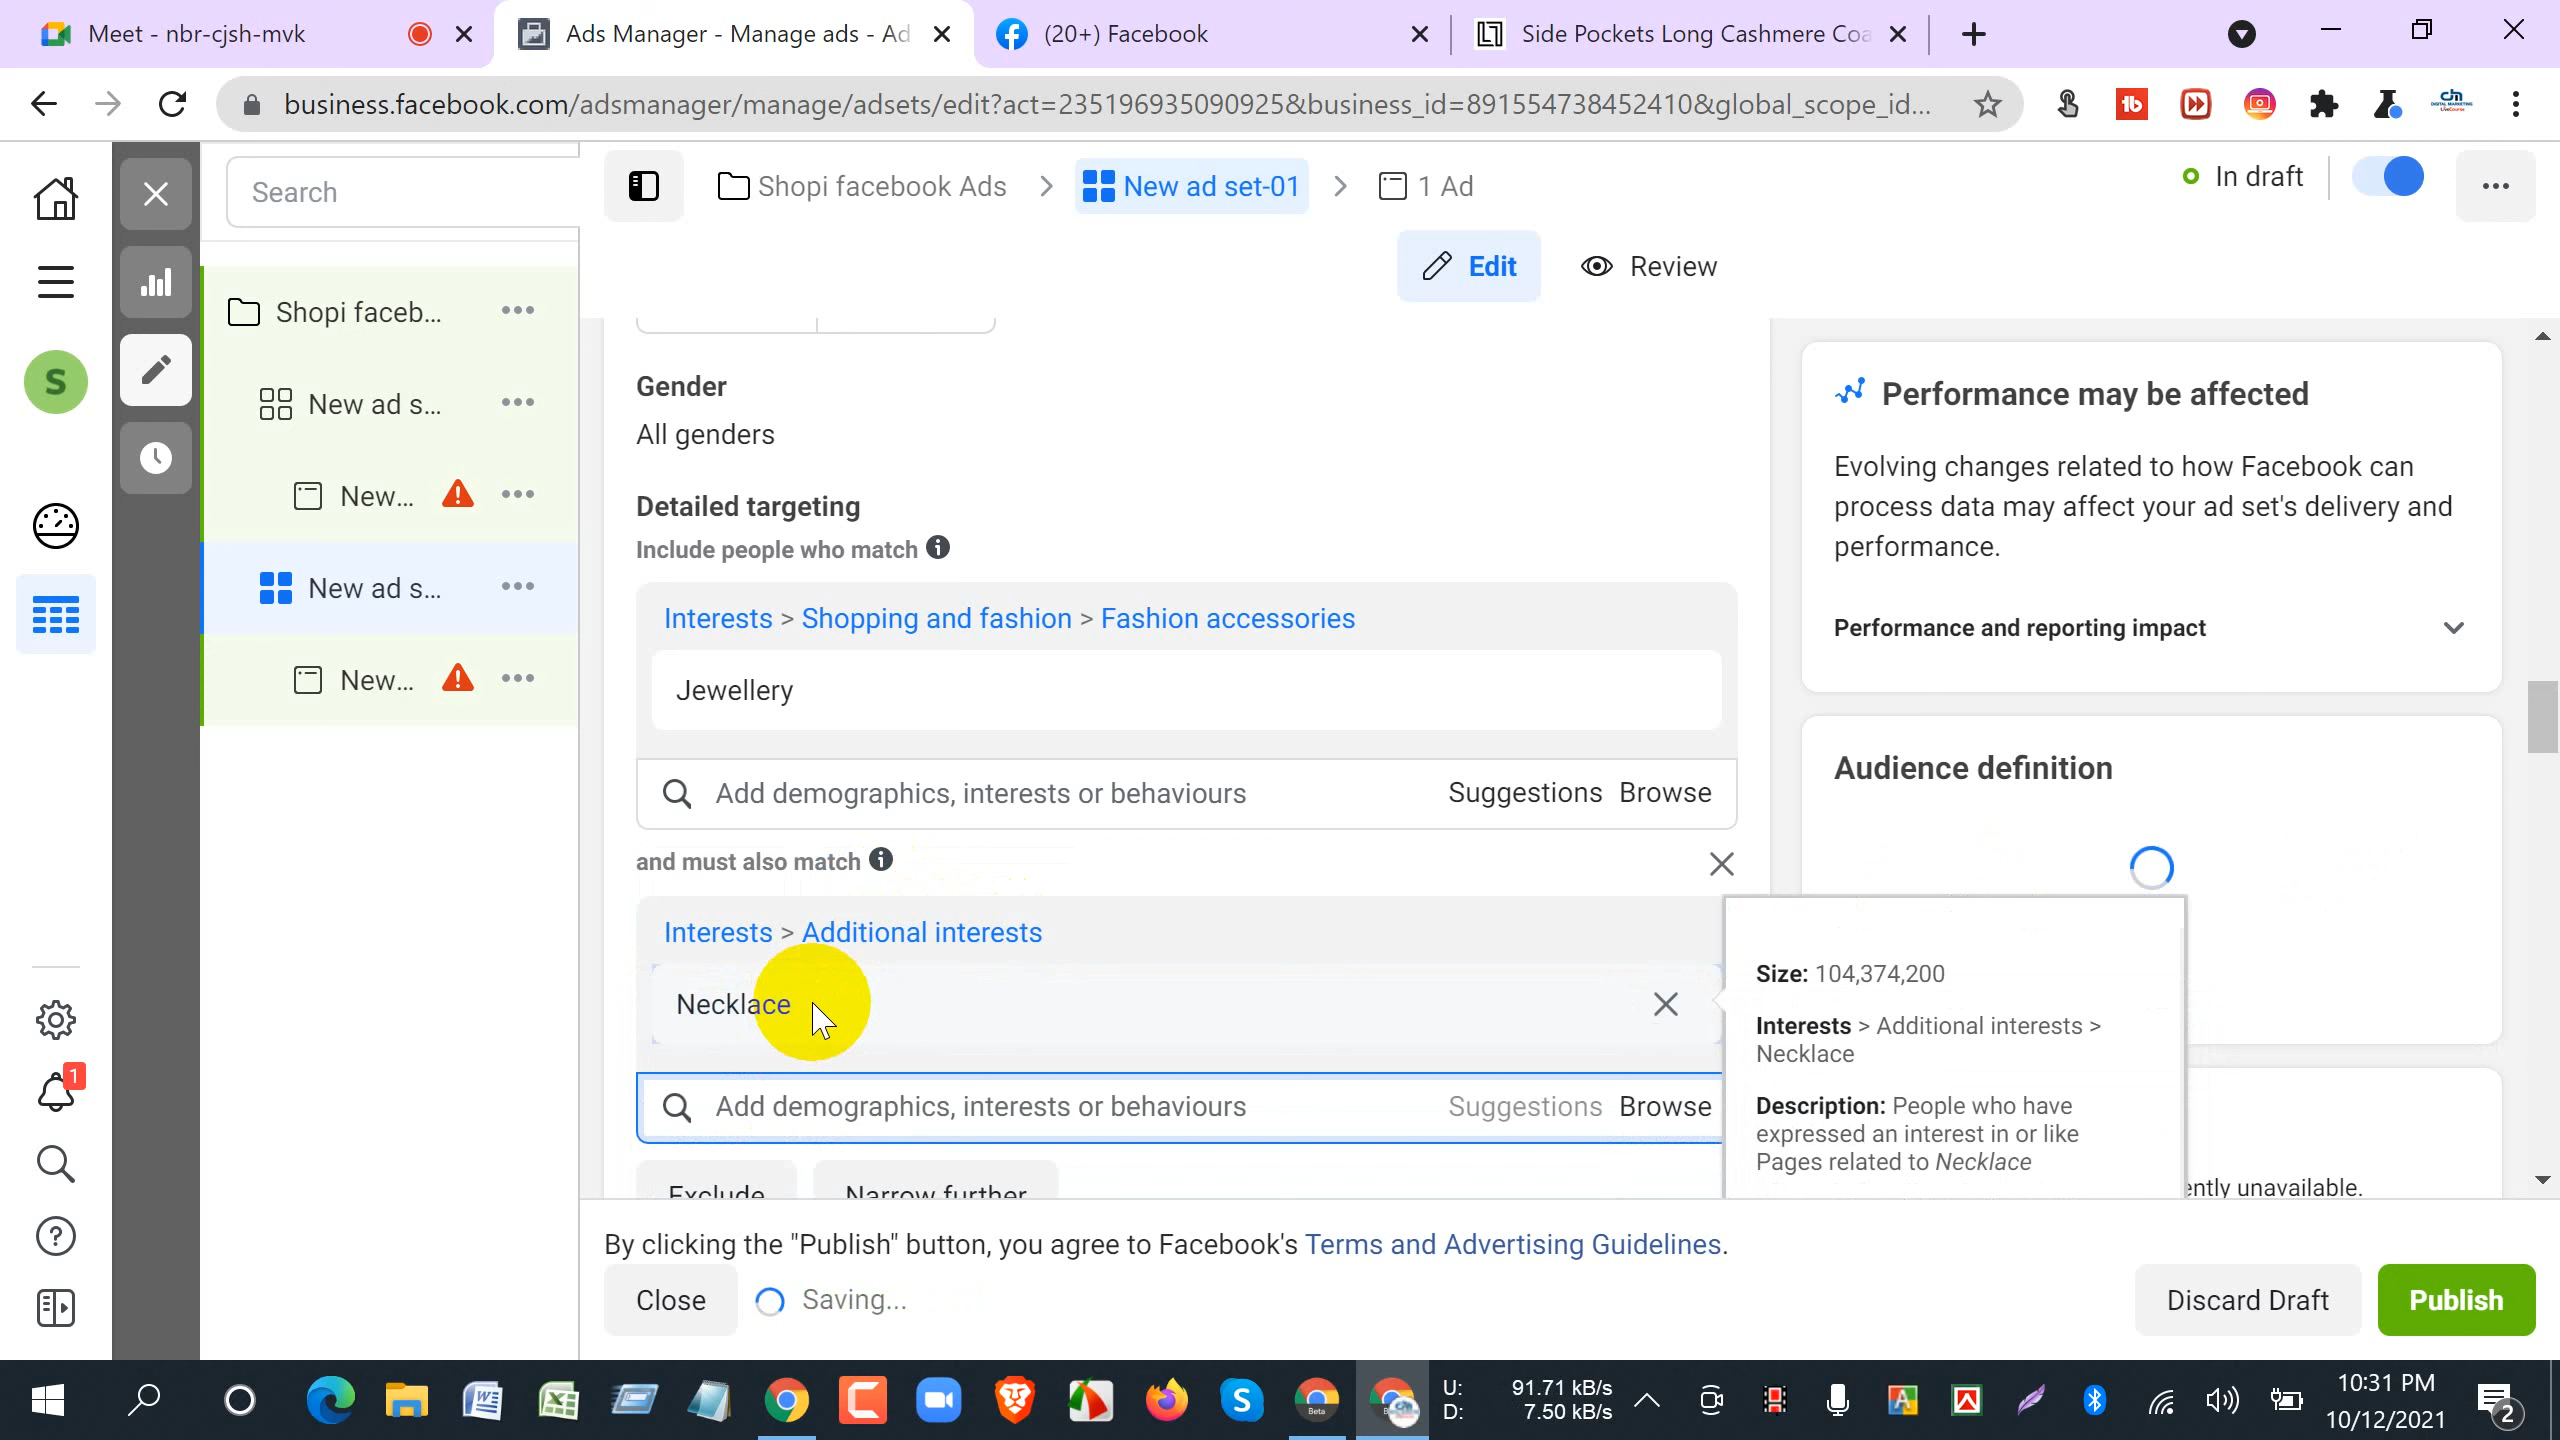 Meet - nbr-cjsh-mvk
Ads Manager - Manage ads - Ad
(20+) Facebook
Side Pockets Long Cashmere Coa
business.facebook.com/adsmanager/manage/adsets/edit?act=235196935090925&business_id=891554738452410&global_scope_id...
Search
Shopi facebook Ads
New ad set-01
1 Ad
In draft
Edit
Review
S
Shopi faceb...
New ad s...
New...
New ad s...
New...
Gender
All genders
Detailed targeting
Include people who match
Interests > Shopping and fashion > Fashion accessories
Jewellery
Add demographics, interests or behaviours
Suggestions
Browse
and must also match
Interests > Additional interests
Necklace
Add demographics, interests or behaviours
Suggestions
Browse
Exclude
Narrow further
Performance may be affected
Evolving changes related to how Facebook can
process data may affect your ad set's delivery and
performance.
Performance and reporting impact
Audience definition
Size: 104,374,200
Interests > Additional interests >
Necklace
Description: People who have
expressed an interest in or like
Pages related to Necklace
ently unavailable.
1
By clicking the "Publish" button, you agree to Facebook's Terms and Advertising Guidelines.
Close
Saving...
Discard Draft
Publish
U: 91.71 kB/s
D: 7.50 kB/s
10:31 PM
10/12/2021
2